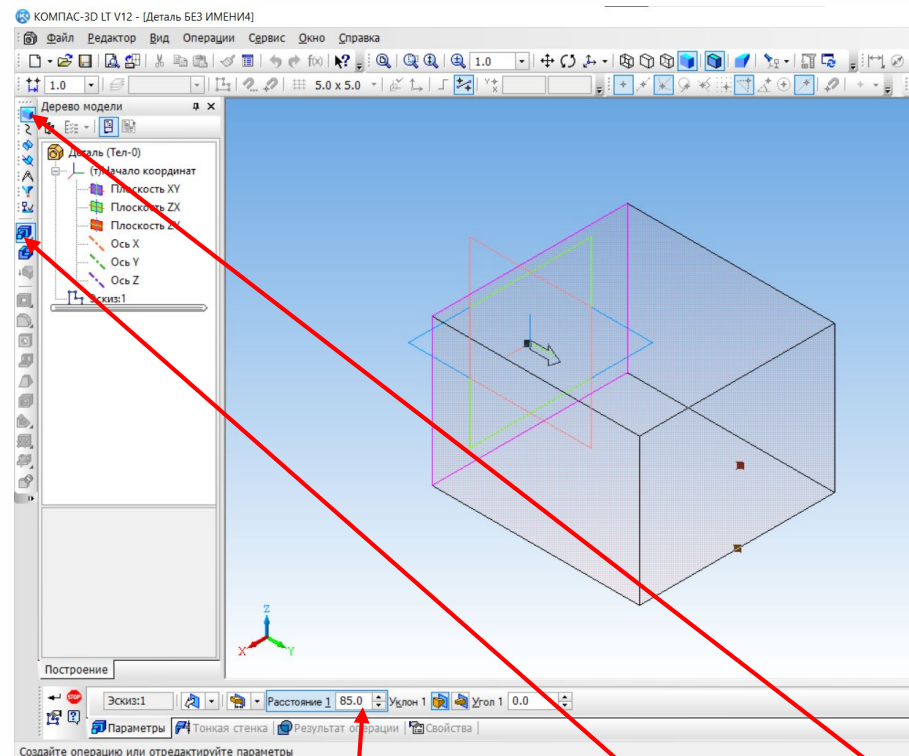 КОМПАС-3D LT V12 - [Деталь БЕЗ ИМЕНИ4]
Файл Редактор Вид Операции Сервис Окно Справка
1.0
1.0 5.0 x 5.0
Дерево модели
Деталь (Тел-0)
(т)Начало координат
Плоскость XY
Плоскость ZX
Плоскость ZY
Ось X
Ось Y
Ось Z
Эскиз:1
Z
X Y
Построение
STOP Эскиз:1 Расстояние 1 85.0 Уклон 1 Угол 1 0.0
Параметры Тонкая стенка Результат операции Свойства
Создайте операцию или отредактируйте параметры